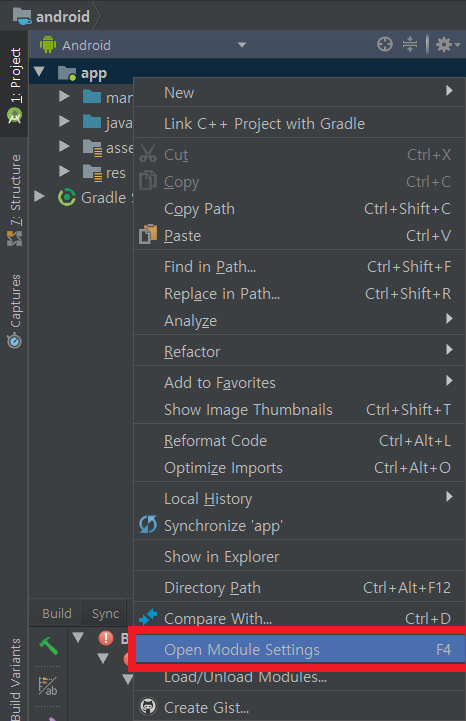 android
Android
1: Project
app
mar
java
asse
res
Gradle S
7: Structure
Captures
Build Variants
New
Link C++ Project with Gradle
Cut Ctrl+X
Copy Ctrl+C
Copy Path Ctrl+Shift+C
Paste Ctrl+V
Find in Path... Ctrl+Shift+F
Replace in Path... Ctrl+Shift+R
Analyze
Refactor
Add to Favorites
Show Image Thumbnails Ctrl+Shift+T
Reformat Code Ctrl+Alt+L
Optimize Imports Ctrl+Alt+O
Local History
Synchronize 'app'
Show in Explorer
Directory Path Ctrl+Alt+F12
Compare With... Ctrl+D
Open Module Settings F4
Load/Unload Modules...
Create Gist...
Build Sync
B